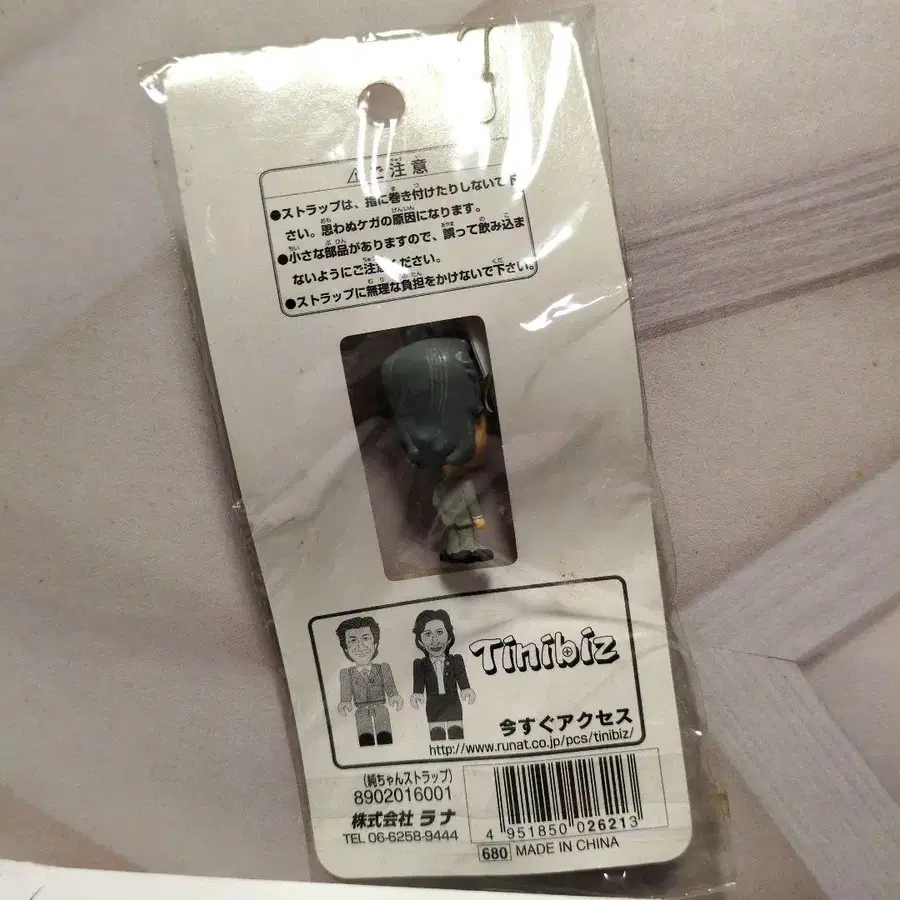 ご注意
●ストラップは、指に巻き付けたりしないで下
さい。思わぬケガの原因になります。
●小さな部品がありますので、誤って飲み込ま
ないようにご注意ください。
●ストラップに無理な負担をかけないで下さい。
Tinibiz
今すぐアクセス
http://www.runat.co.jp/pcs/tinibiz/
(純ちゃんストラップ)
8902016001
株式会社 ラナ
TEL 06-6258-9444
4 951850 026213
680 MADE IN CHINA